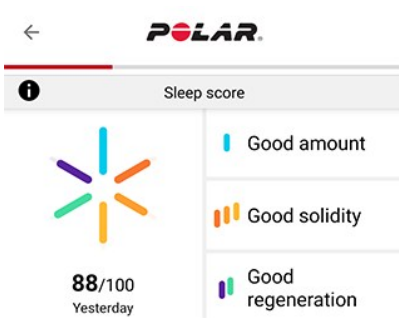 POLAR.
Sleep score
Good amount
Good solidity
Good
regeneration
88/100
Yesterday